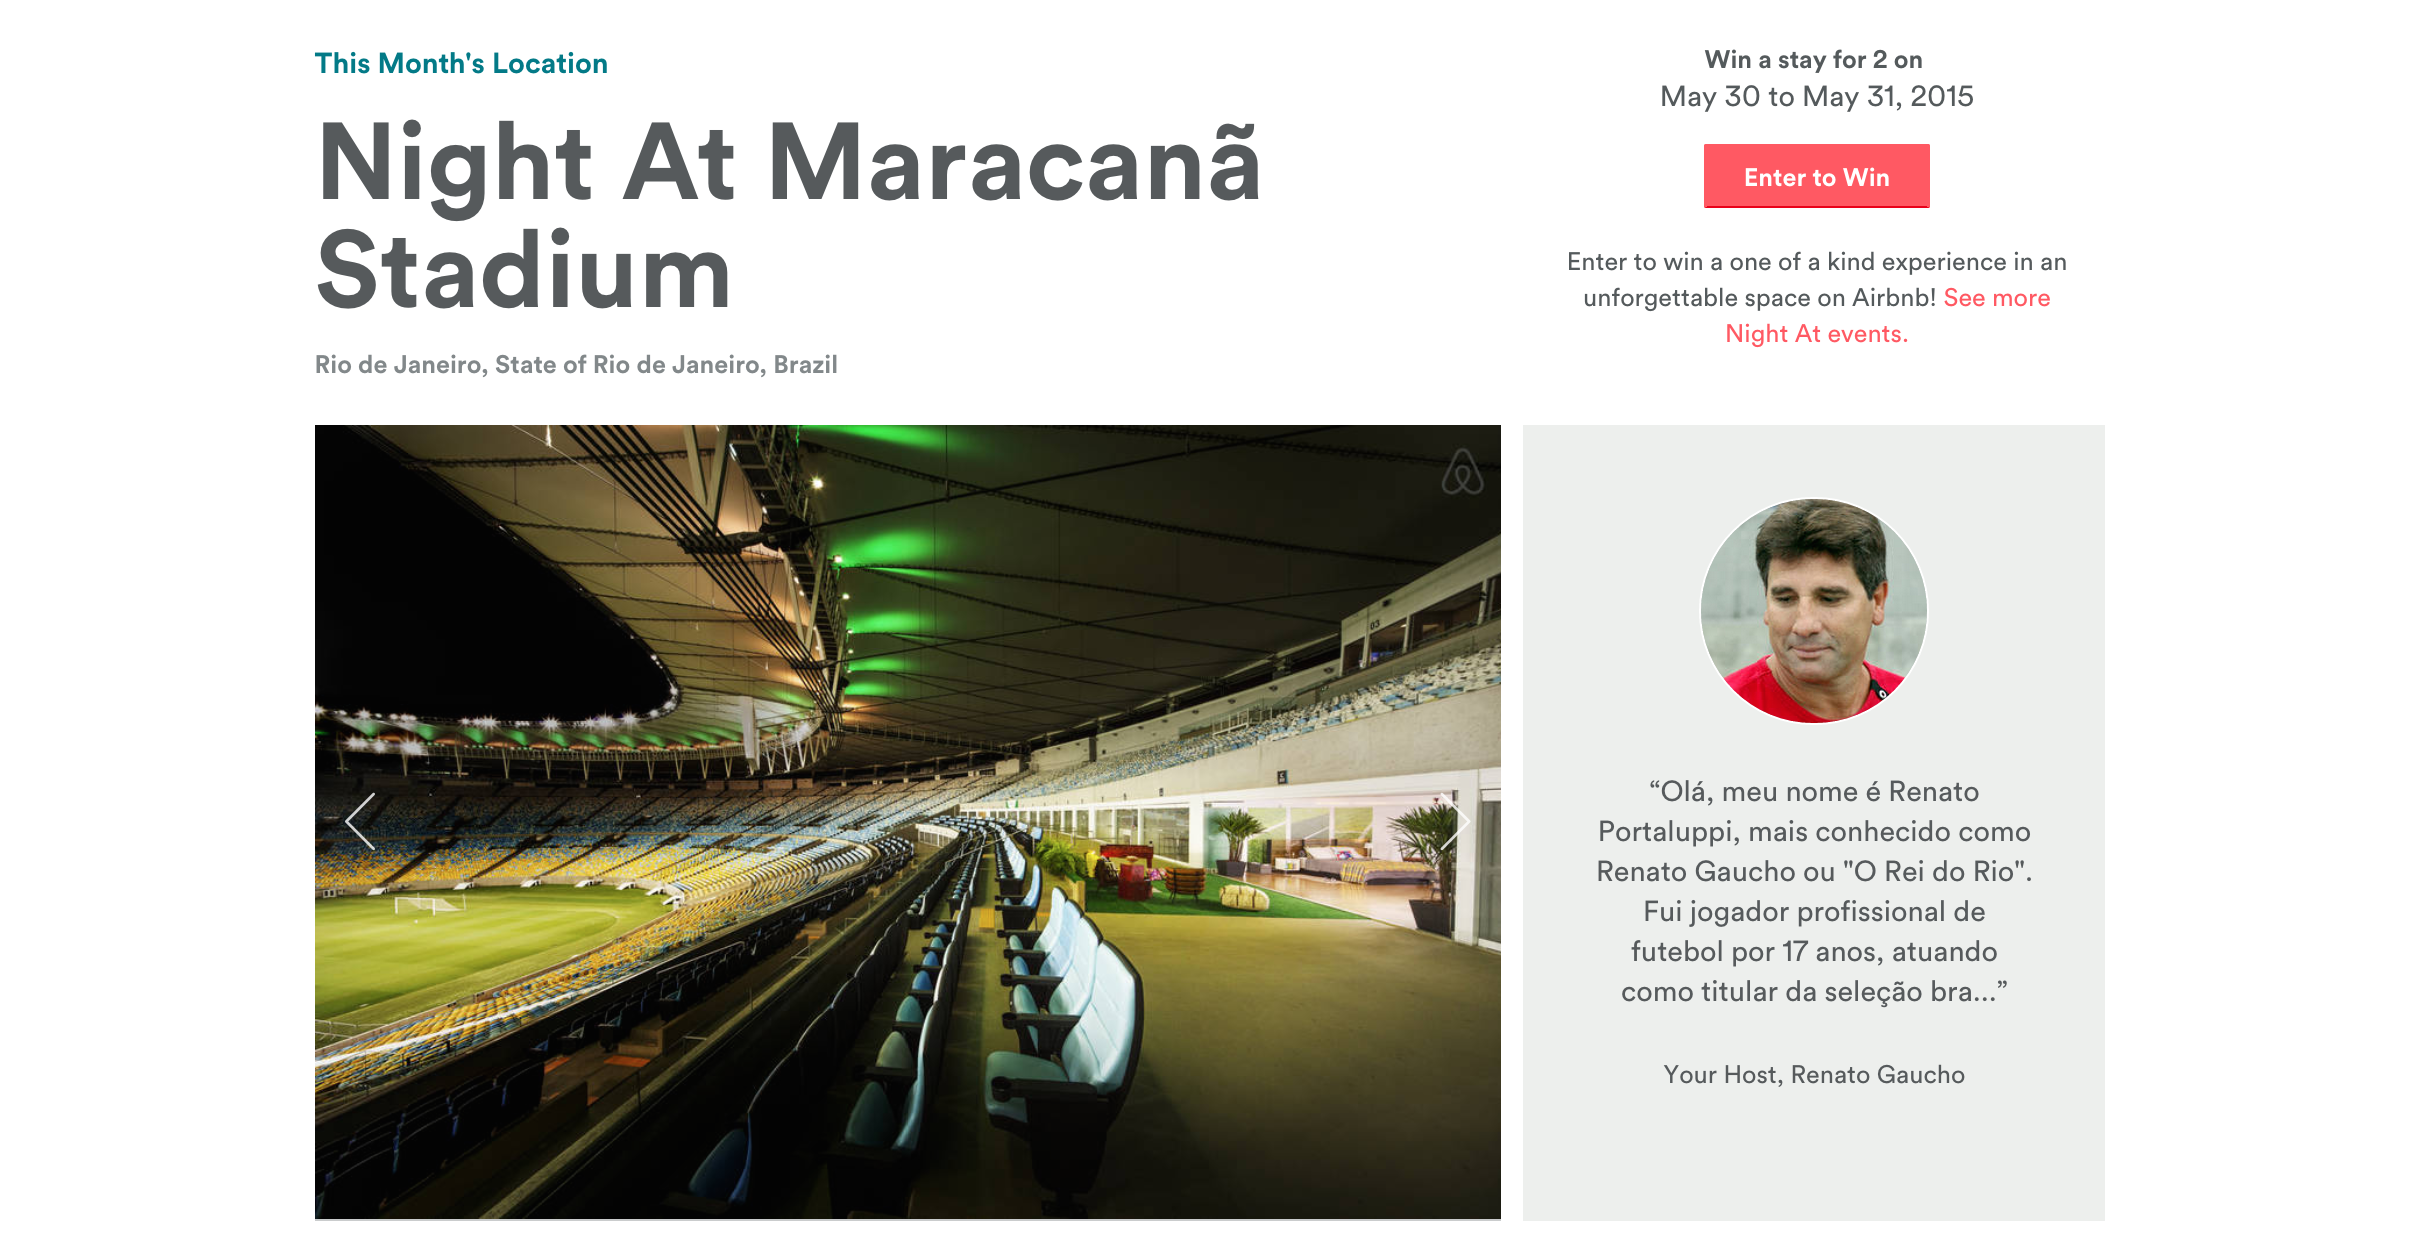 This Month's Location
Night At Maracanã
Stadium
Rio de Janeiro, State of Rio de Janeiro, Brazil
Win a stay for 2 on
May 30 to May 31, 2015
Enter to Win
Enter to win a one of a kind experience in an
unforgettable space on Airbnb! See more
Night At events.
03
“Olá, meu nome é Renato
Portaluppi, mais conhecido como
Renato Gaucho ou "O Rei do Rio".
Fui jogador profissional de
futebol por 17 anos, atuando
como titular da seleção bra...”
Your Host, Renato Gaucho